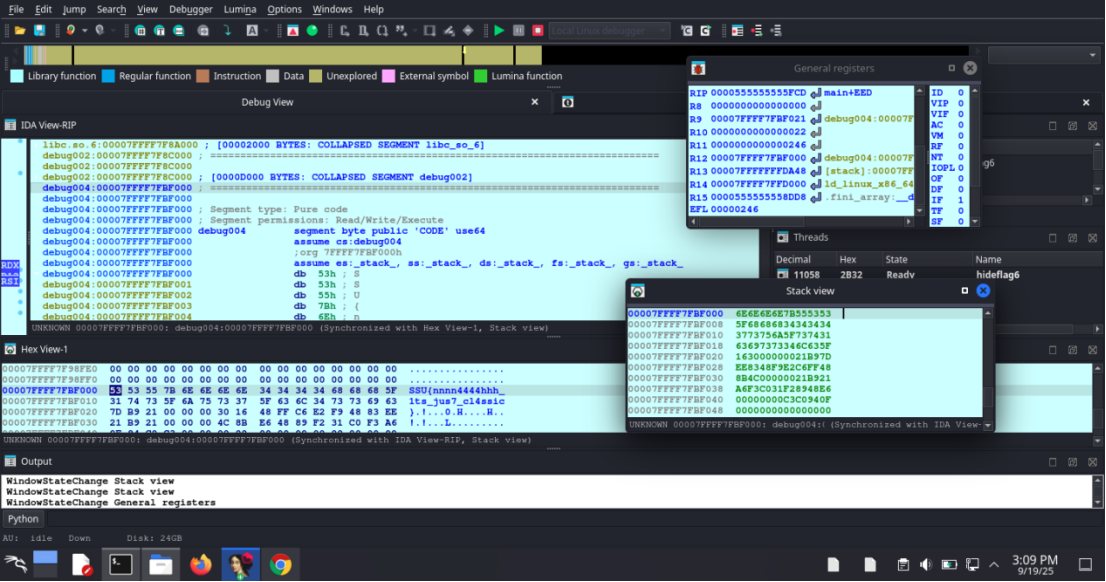 File Edit Jump Search View Debugger Lumina Options Windows Help
Local Linux debugger
Library function Regular function Instruction Data Unexplored External symbol Lumina function
Debug View
IDA View-RIP
libc.so.6:00007FFFF7F8A000 ; [00002000 BYTES: COLLAPSED SEGMENT libc_so_6]
debug002:00007FFFF7F8C000 ; ===========================================================================
debug002:00007FFFF7F8C000
debug002:00007FFFF7F8C000 ; [0000D000 BYTES: COLLAPSED SEGMENT debug002]
debug004:00007FFFF7FBF000 ; ===========================================================================
debug004:00007FFFF7FBF000
debug004:00007FFFF7FBF000 ; Segment type: Pure code
debug004:00007FFFF7FBF000 ; Segment permissions: Read/Write/Execute
debug004:00007FFFF7FBF000 debug004 segment byte public 'CODE' use64
debug004:00007FFFF7FBF000 assume cs:debug004
debug004:00007FFFF7FBF000 ;org 7FFFF7FBF000h
debug004:00007FFFF7FBF000 assume es:_stack_, ss:_stack_, ds:_stack_, fs:_stack_, gs:_stack_
debug004:00007FFFF7FBF000 db 53h ; S
debug004:00007FFFF7FBF001 db 53h ; S
debug004:00007FFFF7FBF002 db 55h ; U
debug004:00007FFFF7FBF003 db 7Bh ; {
debug004:00007FFFF7FBF004 db 6Eh ; n
RDX
RSI
UNKNOWN 00007FFFF7FBF000: debug004:00007FFFF7FBF000 (Synchronized with Hex View-1, Stack view)
Hex View-1
00007FFFF7F98FE0 00 00 00 00 00 00 00 00 00 00 00 00 00 00 00 00 ................
00007FFFF7F98FF0 00 00 00 00 00 00 00 00 00 00 00 00 00 00 00 00 ................
00007FFFF7FBF000 53 53 55 7B 6E 6E 6E 6E 34 34 34 34 68 68 68 5F SSU{nnnn4444hhh_
00007FFFF7FBF010 31 74 73 5F 6A 75 73 37 5F 63 6C 34 73 73 69 63 1ts_jus7_cl4ssic
00007FFFF7FBF020 7D B9 21 00 00 00 30 16 48 FF C6 E2 F9 48 83 EE }.!...0.H....H..
00007FFFF7FBF030 21 B9 21 00 00 00 4C 8B E6 48 89 F2 31 C0 F3 A6 !.!...L.........
UNKNOWN 00007FFFF7FBF000: debug004:00007FFFF7FBF000 (Synchronized with IDA View-RIP, Stack view)
General registers
RIP 0000555555555FCD main+EED
R8 0000000000000000
R9 00007FFFF7FBF021 debug004:00007F
R10 0000000000000022
R11 0000000000000246
R12 00007FFFF7FBF000 debug004:00007F
R13 00007FFFFFFFDA48 [stack]:00007FF
R14 00007FFFF7FFD000 ld_linux_x86_64
R15 0000555555558DD8 .fini_array:__d
EFL 00000246
ID 0
VIP 0
VIF 0
AC 0
VM 0
RF 0
NT 0
IOPL 0
OF 0
DF 0
IF 1
TF 0
SF 0
ag6
Threads
Decimal Hex State Name
11058 2B32 Ready hideflag6
Stack view
00007FFFF7FBF000 6E6E6E6E7B555353
00007FFFF7FBF008 5F68686834343434
00007FFFF7FBF010 3773756A5F737431
00007FFFF7FBF018 63697373346C635F
00007FFFF7FBF020 163000000021B97D
00007FFFF7FBF028 EE8348F9E2C6FF48
00007FFFF7FBF030 8B4C00000021B921
00007FFFF7FBF038 A6F3C031F28948E6
00007FFFF7FBF040 00000000C3C0940F
00007FFFF7FBF048 0000000000000000
UNKNOWN 00007FFFF7FBF000: debug004:( (Synchronized with IDA View-
Output
WindowStateChange Stack view
WindowStateChange Stack view
WindowStateChange General registers
Python
AU: idle Down Disk: 24GB
3:09 PM
9/19/25